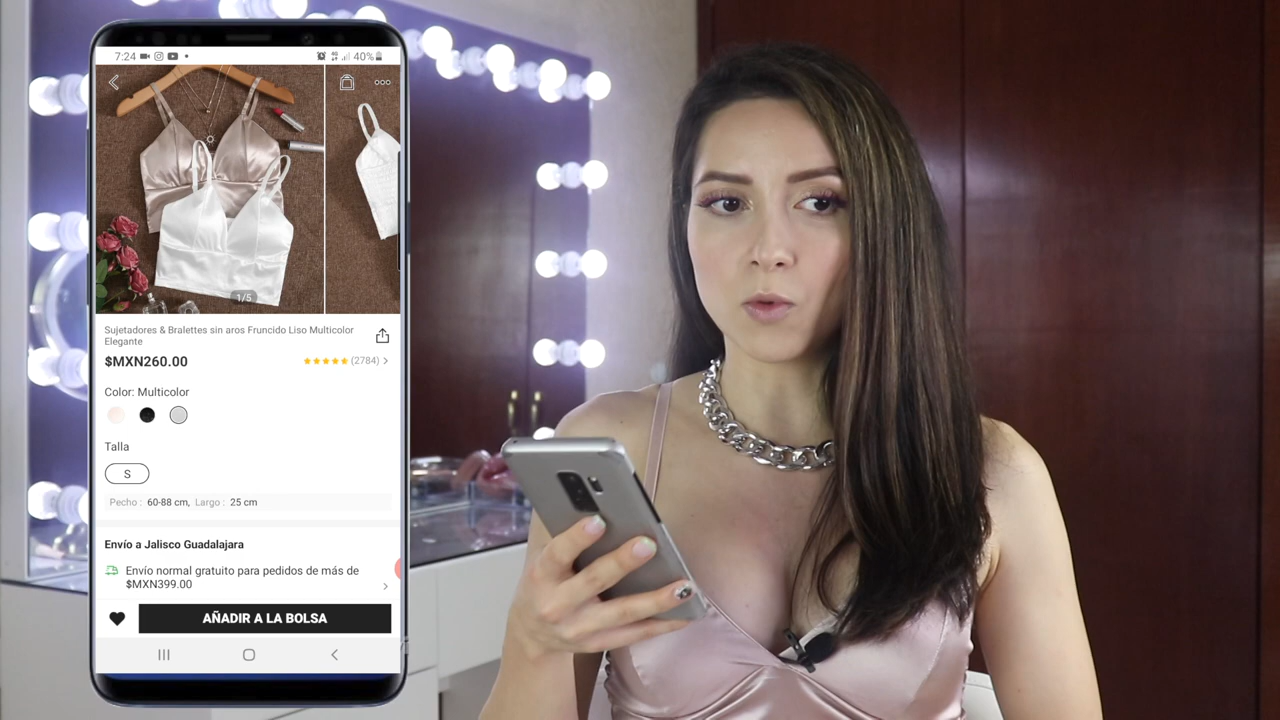 7:24
40%
1/5
Sujetadores & Bralettes sin aros Fruncido Liso Multicolor
Elegante
$MXN260.00
(2784)
Color: Multicolor
Talla
S
Pecho : 60-88 cm, Largo : 25 cm
Envío a Jalisco Guadalajara
Envío normal gratuito para pedidos de más de
$MXN399.00
AÑADIR A LA BOLSA